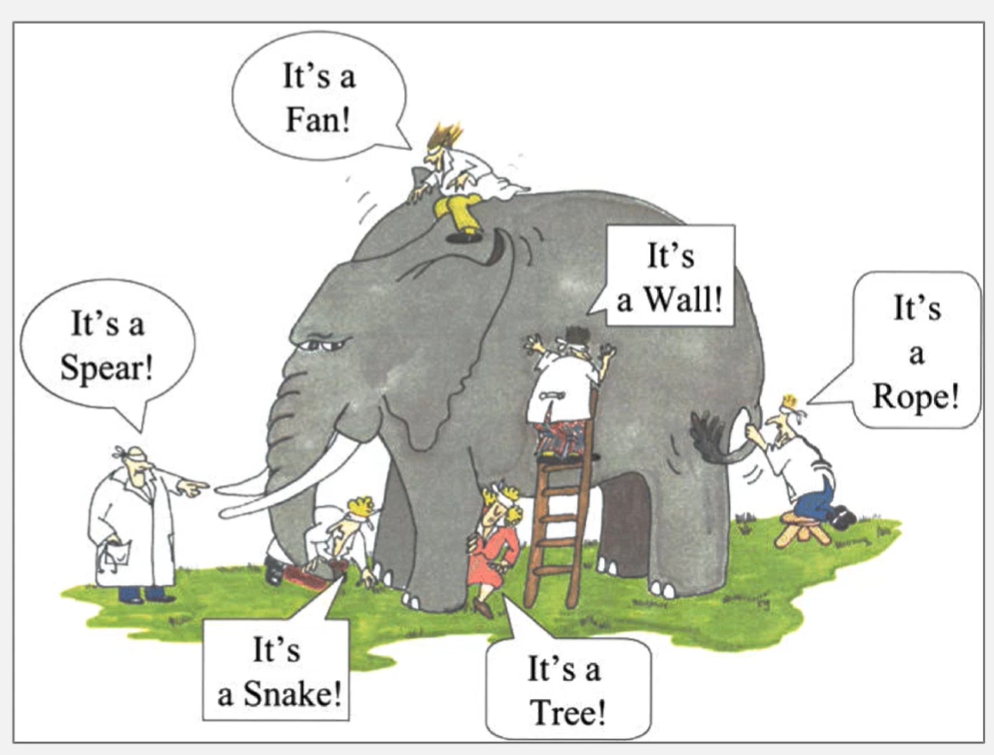 It’s a
Fan!
It’s
a Wall!
It’s a
Spear!
It’s
a
Rope!
It’s
a Snake!
It’s a
Tree!